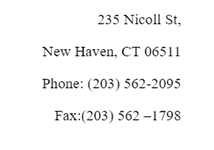 235 Nicoll St,
New Haven, CT 06511
Phone: (203) 562-2095
Fax:(203) 562 –1798